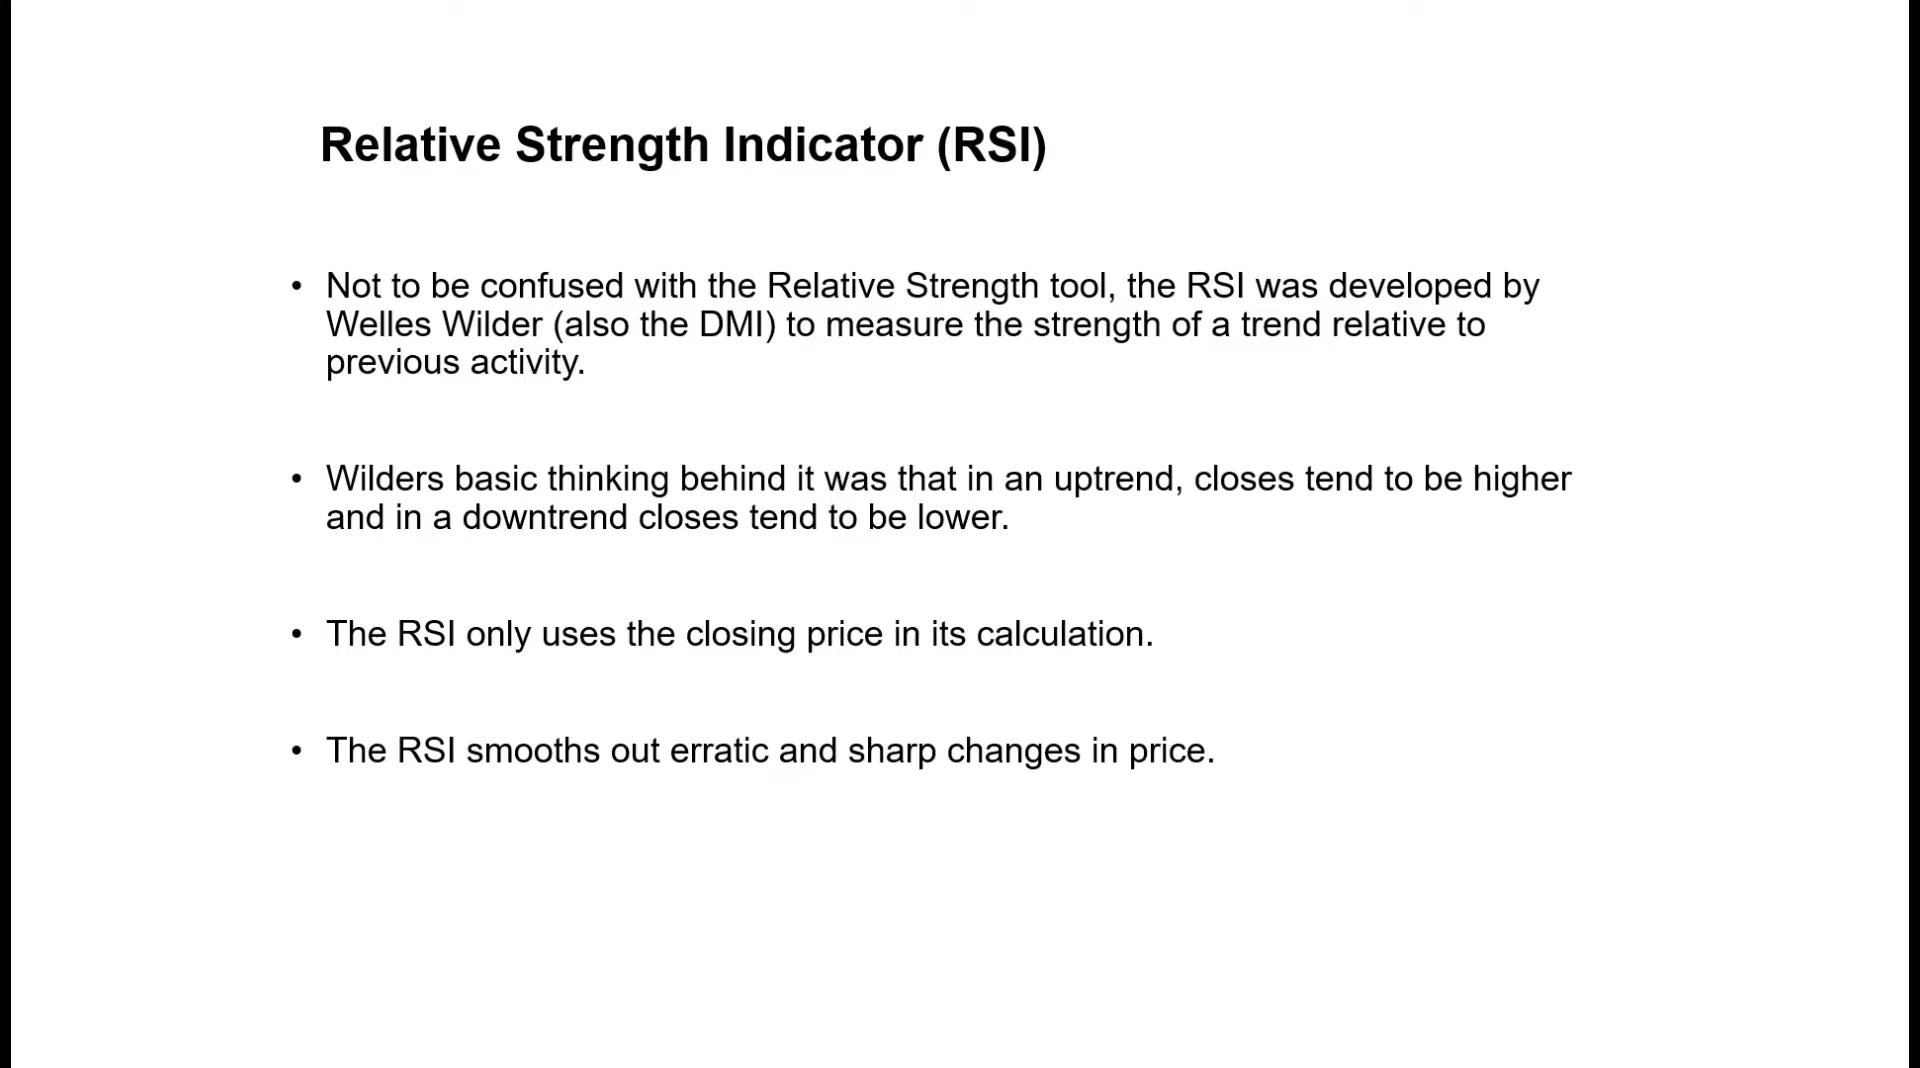 Relative Strength Indicator (RSI)
• Not to be confused with the Relative Strength tool, the RSI was developed by
Welles Wilder (also the DMI) to measure the strength of a trend relative to
previous activity.
• Wilders basic thinking behind it was that in an uptrend, closes tend to be higher
and in a downtrend closes tend to be lower.
• The RSI only uses the closing price in its calculation.
• The RSI smooths out erratic and sharp changes in price.